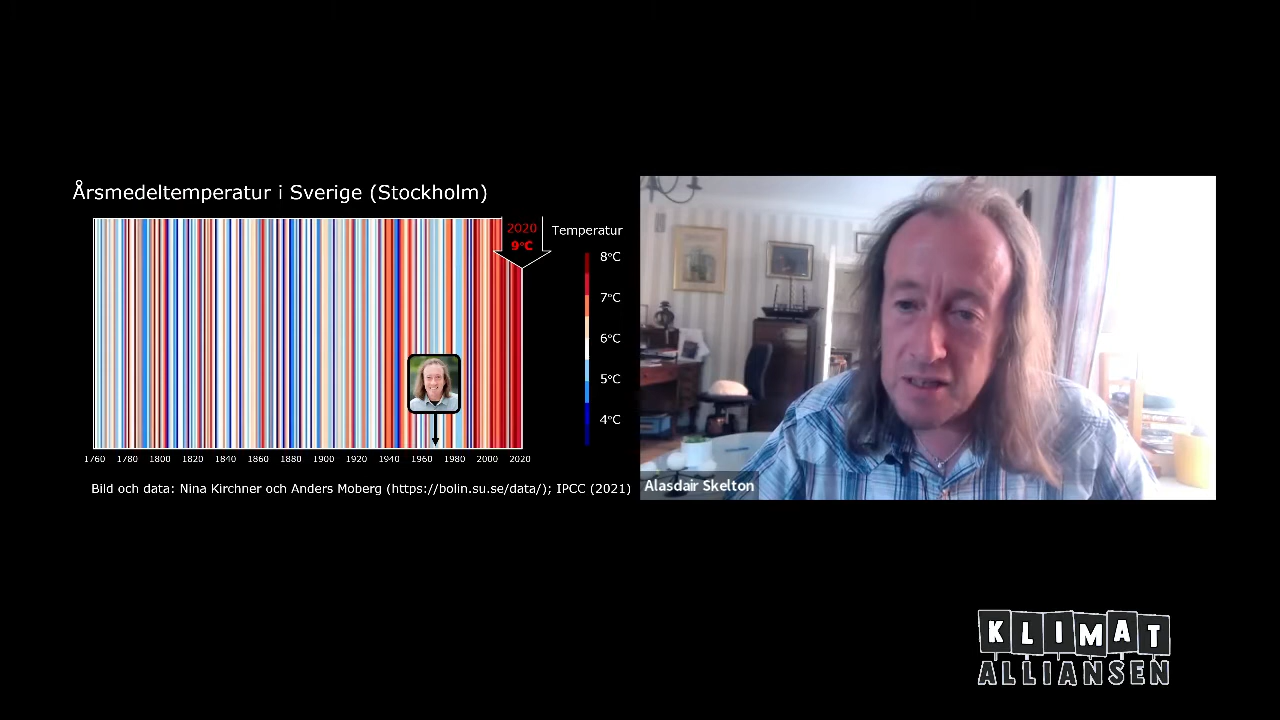 Årsmedeltemperatur i Sverige (Stockholm)
2020
9°C
Temperatur
8°C
7°C
6°C
5°C
4°C
1760 1780 1800 1820 1840 1860 1880 1900 1920 1940 1960 1980 2000 2020
Bild och data: Nina Kirchner och Anders Moberg (https://bolin.su.se/data/); IPCC (2021)
Alasdair Skelton
KLIMAT
ALLIANSEN